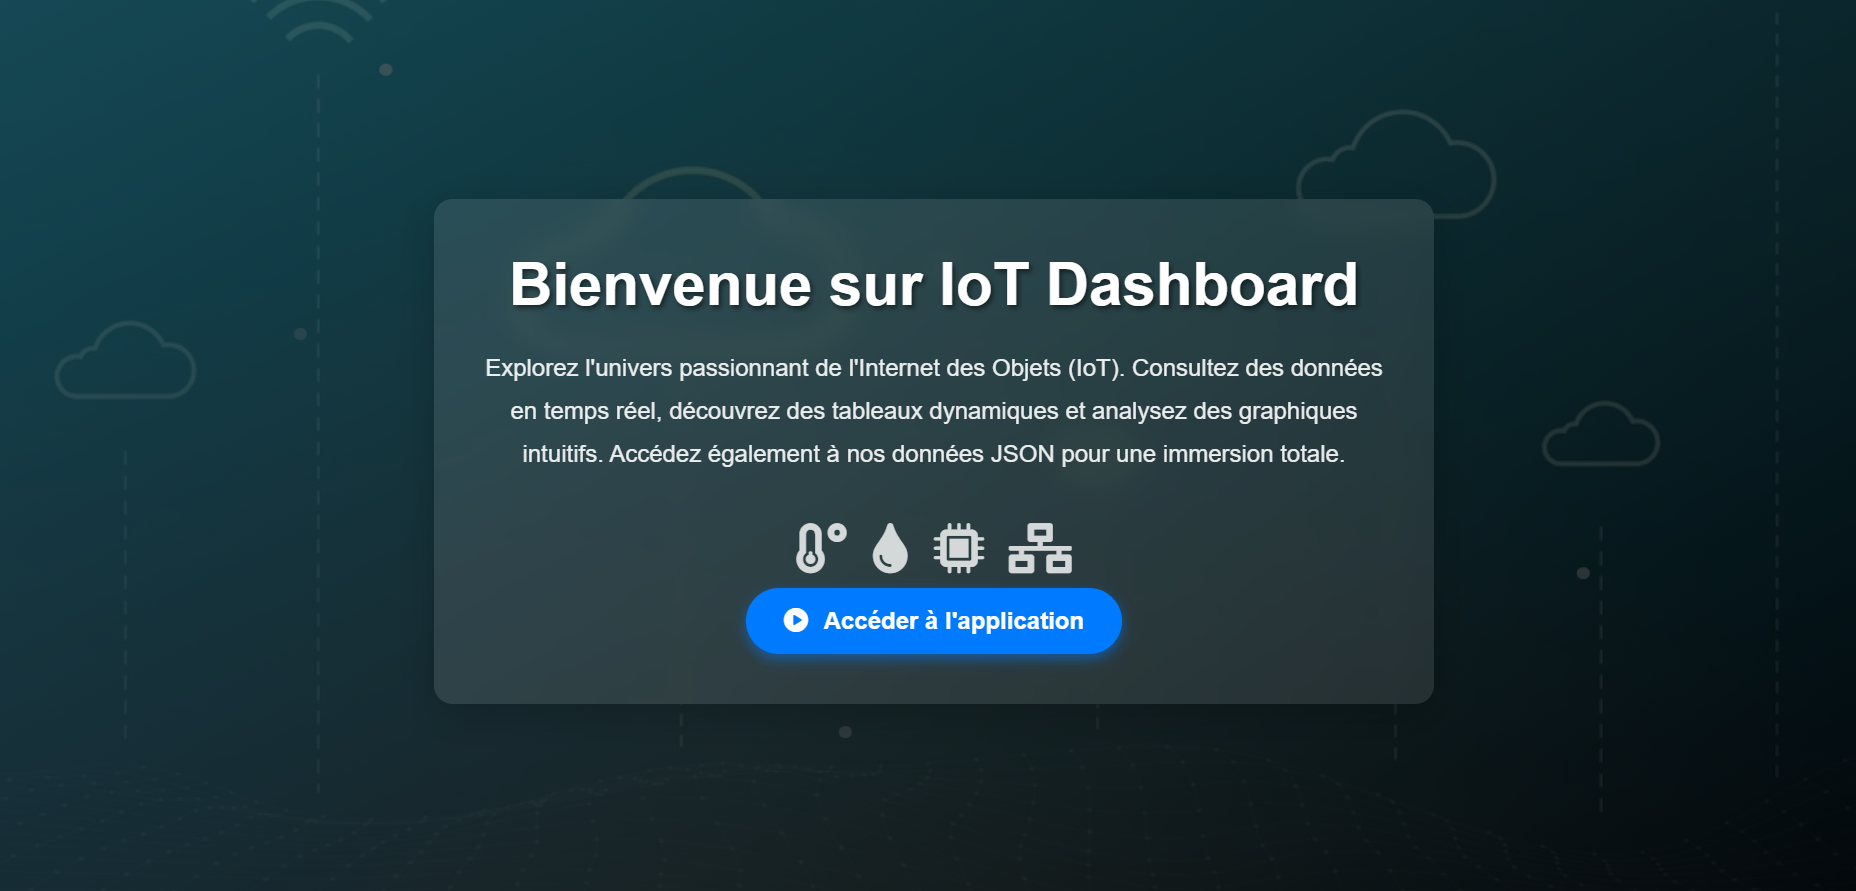 Bienvenue sur IoT Dashboard
Explorez l'univers passionnant de l'Internet des Objets (IoT). Consultez des données
en temps réel, découvrez des tableaux dynamiques et analysez des graphiques
intuitifs. Accédez également à nos données JSON pour une immersion totale.
Accéder à l'application